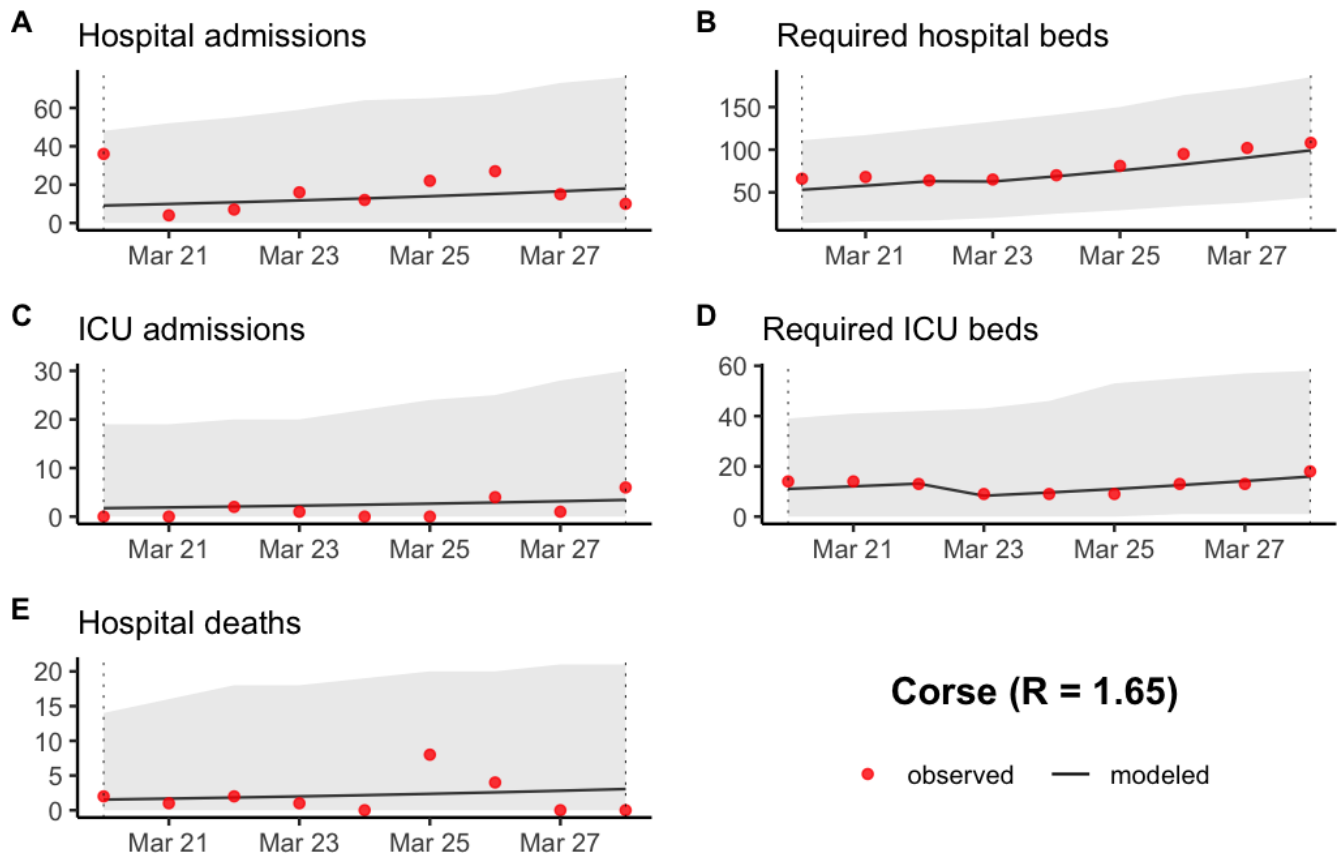 A Hospital admissions
60
40
20
0
Mar 21 Mar 23 Mar 25 Mar 27
B Required hospital beds
150
100
50
Mar 21 Mar 23 Mar 25 Mar 27
C ICU admissions
30
20
10
0
Mar 21 Mar 23 Mar 25 Mar 27
D Required ICU beds
60
40
20
0
Mar 21 Mar 23 Mar 25 Mar 27
E Hospital deaths
20
15
10
5
0
Mar 21 Mar 23 Mar 25 Mar 27
Corse (R = 1.65)
observed modeled